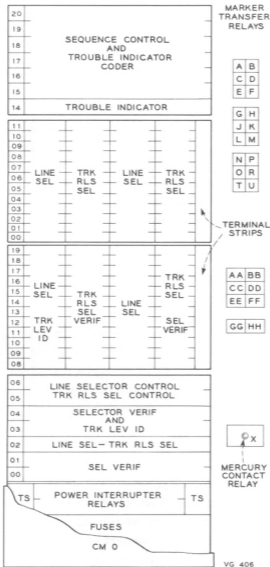 MARKER
TRANSFER
RELAYS
20
19
18
17
16
15
SEQUENCE CONTROL
AND
TROUBLE INDICATOR
CODER
14
TROUBLE INDICATOR
A B
C D
E F
G H
J K
L M
N P
O R
T U
11
10
09
08
07
06
05
04
03
02
01
00
LINE
SEL
TRK
RLS
SEL
LINE
SEL
TRK
RLS
SEL
TERMINAL
STRIPS
19
18
17
16
15
14
13
12
11
10
09
08
LINE
SEL
TRK
LEV
ID
TRK
RLS
SEL
VERIF
LINE
SEL
TRK
RLS
SEL
SEL
VERIF
AA BB
CC DD
EE FF
GG HH
06
05
LINE SELECTOR CONTROL
TRK RLS SEL CONTROL
04
03
SELECTOR VERIF
AND
TRK LEV ID
02
LINE SEL- TRK RLS SEL
01
00
SEL VERIF
X
MERCURY
CONTACT
RELAY
TS
POWER INTERRUPTER
RELAYS
TS
FUSES
CM 0
VG 406